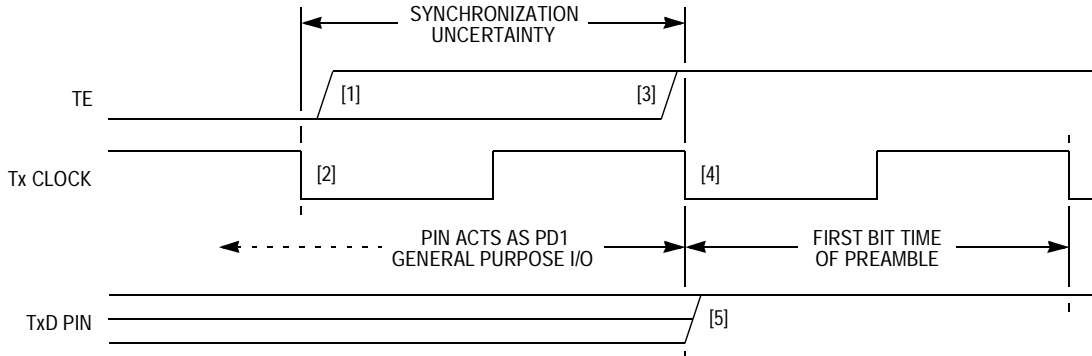 SYNCHRONIZATION
UNCERTAINTY
TE
[1]
[3]
Tx CLOCK
[2]
[4]
PIN ACTS AS PD1
GENERAL PURPOSE I/O
FIRST BIT TIME
OF PREAMBLE
TxD PIN
[5]